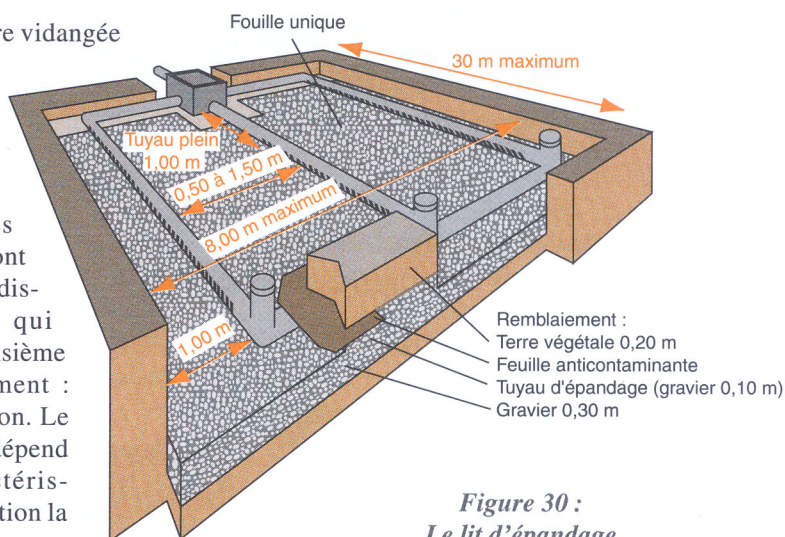 re vidangée
s
ont
dis-
qui
sième
ment :
on. Le
épend
téris-
tion la
Fouille unique
30 m maximum
Tuyau plein
1,00 m
0,50 à 1,50 m
8,00 m maximum
1,00 m
Remblaiement :
Terre végétale 0,20 m
Feuille anticontaminante
Tuyau d'épandage (gravier 0,10 m)
Gravier 0,30 m
Figure 30 :
Le lit d'épandage